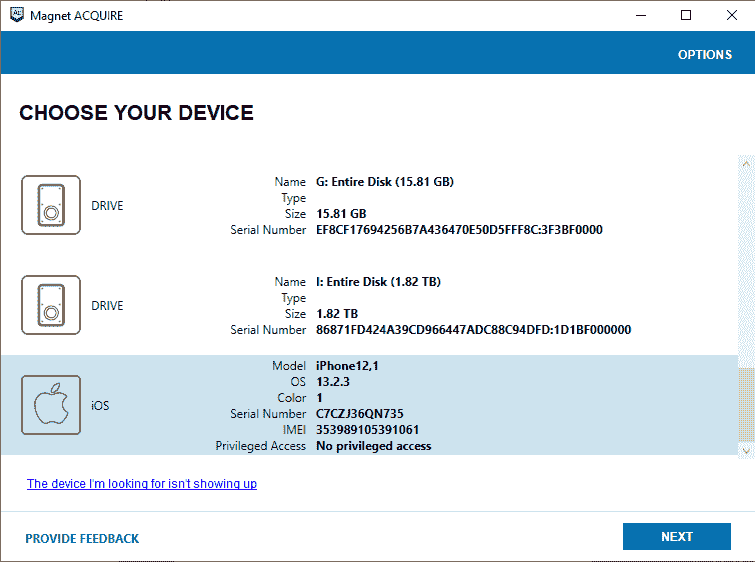 Magnet ACQUIRE
OPTIONS
CHOOSE YOUR DEVICE
DRIVE
Name G: Entire Disk (15.81 GB)
Type
Size 15.81 GB
Serial Number EF8CF17694256B7A436470E50D5FFF8C:3F3BF0000
DRIVE
Name I: Entire Disk (1.82 TB)
Type
Size 1.82 TB
Serial Number 86871FD424A39CD966447ADC88C94DFD:1D1BF000000
iOS
Model iPhone12,1
OS 13.2.3
Color 1
Serial Number C7CZJ36QN735
IMEI 353989105391061
Privileged Access No privileged access
The device I'm looking for isn't showing up
PROVIDE FEEDBACK
NEXT